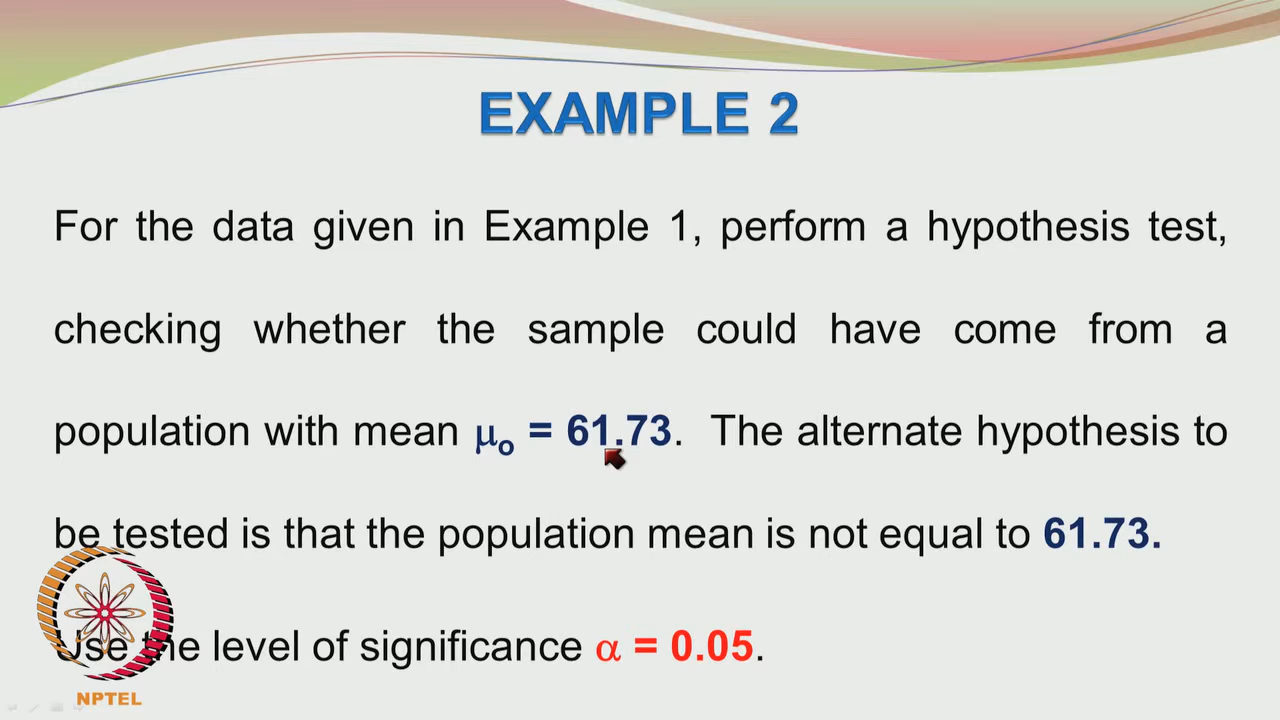 EXAMPLE 2
For the data given in Example 1, perform a hypothesis test,
checking whether the sample could have come from a
population with mean μo = 61.73. The alternate hypothesis to
be tested is that the population mean is not equal to 61.73.
Use the level of significance α = 0.05.
NPTEL